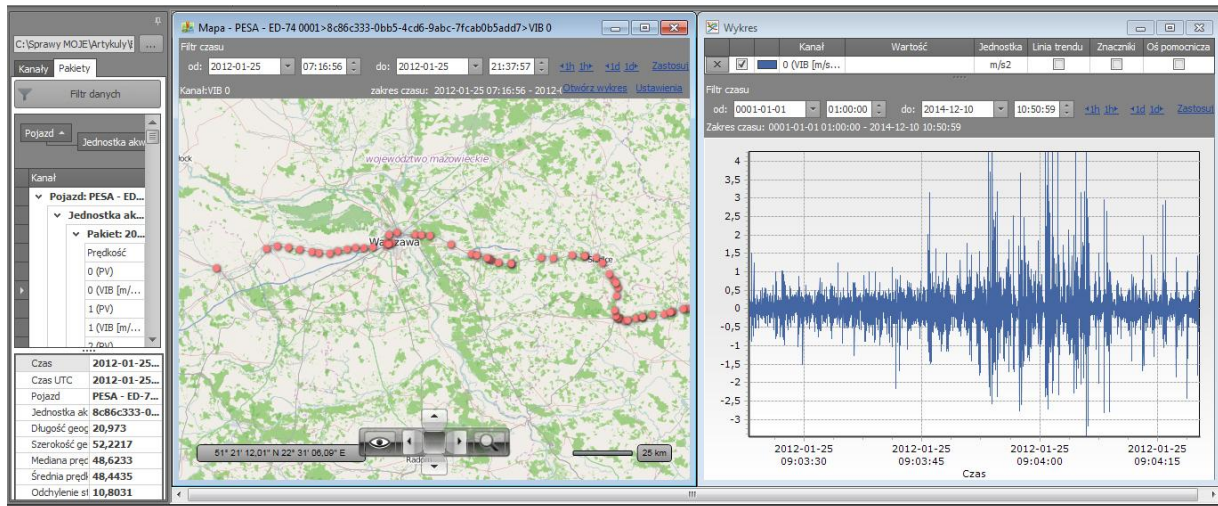 C:\Sprawy MOJE\Artykuly\
...
Kanały Pakiety
Filtr danych
Pojazd
Jednostka akw
Kanał
Pojazd: PESA - ED...
Jednostka ak...
Pakiet: 20...
Prędkość
0 (PV)
0 (VIB [m/...
1 (PV)
1 (VIB [m/...
2 (PV)
Czas 2012-01-25...
Czas UTC 2012-01-25...
Pojazd PESA - ED-7...
Jednostka ak 8c86c333-0...
Długość geog 20,973
Szerokość ge 52,2217
Mediana pręd 48,6233
Średnia prędk 48,4435
Odchylenie st 10,8031
Mapa - PESA - ED-74 0001>8c86c333-0bb5-4cd6-9abc-7fcab0b5add7>VIB 0
Filtr czasu
od: 2012-01-25 07:16:56 do: 2012-01-25 21:37:57 1h 1h 1d 1d Zastosuj
Kanał:VIB 0 zakres czasu: 2012-01-25 07:16:56 - 2012- Otwórz wykres Ustawienia
ock
województwo mazowieckie
Warszawa
Siedlce
Radom
51° 21' 12,01" N 22° 31' 06,09" E
25 km
Wykres
Kanał Wartość Jednostka Linia trendu Znaczniki Oś pomocnicza
0 (VIB [m/s... m/s2
Filtr czasu
od: 0001-01-01 01:00:00 do: 2014-12-10 10:50:59 1h 1h 1d 1d Zastosuj
Zakres czasu: 0001-01-01 01:00:00 - 2014-12-10 10:50:59
4
3,5
3
2,5
2
1,5
1
0,5
0
-0,5
-1
-1,5
-2
-2,5
-3
2012-01-25 2012-01-25 2012-01-25 2012-01-25
09:03:30 09:03:45 09:04:00 09:04:15
Czas